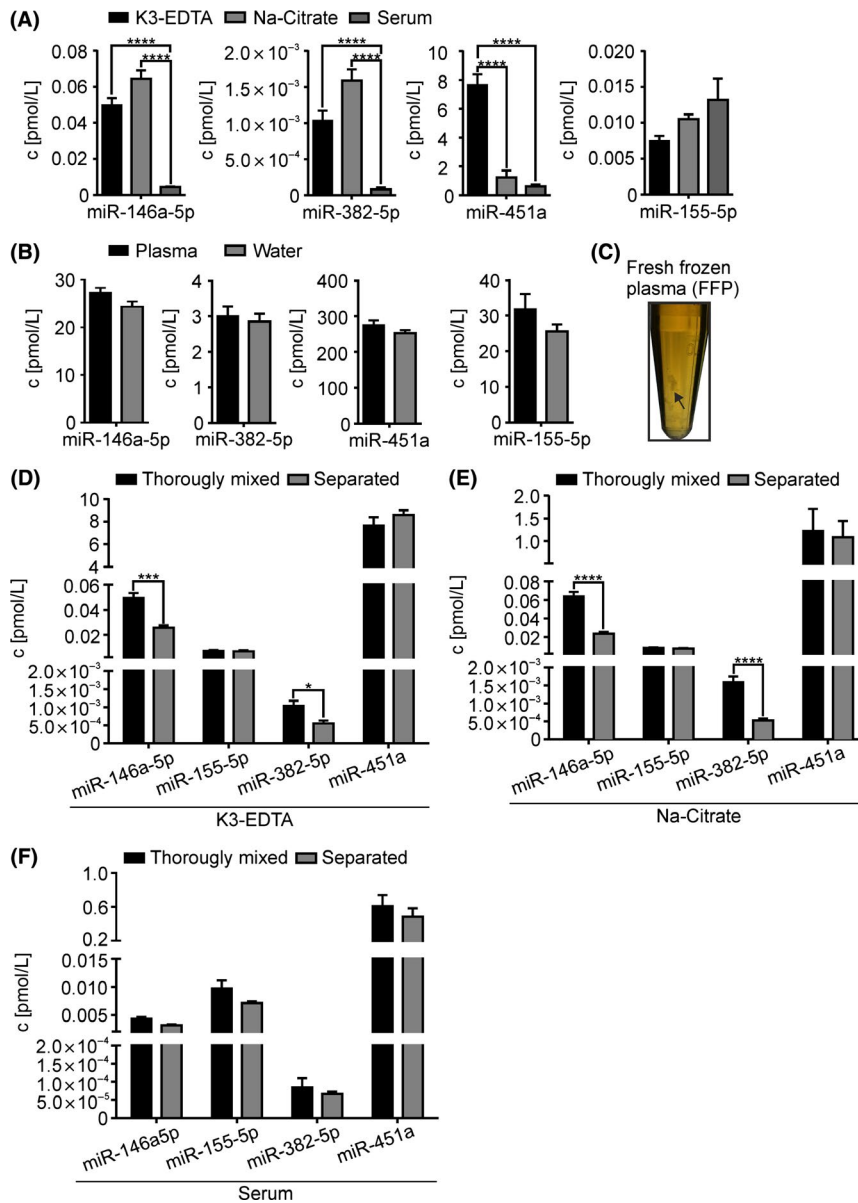 (A)
K3-EDTA Na-Citrate Serum
c [pmol/L]
0.08
0.06
0.04
0.02
0
****
****
miR-146a-5p
c [pmol/L]
2.0×10⁻³
1.5×10⁻³
1.0×10⁻³
5.0×10⁻⁴
0
****
****
miR-382-5p
c [pmol/L]
10
8
6
4
2
0
****
****
miR-451a
c [pmol/L]
0.020
0.015
0.010
0.005
0.000
miR-155-5p
(B)
Plasma Water
c [pmol/L]
30
20
10
0
miR-146a-5p
c [pmol/L]
4
3
2
1
0
miR-382-5p
c [pmol/L]
400
300
200
100
0
miR-451a
c [pmol/L]
40
30
20
10
0
miR-155-5p
(C)
Fresh frozen
plasma (FFP)
(D)
Thorougly mixed Separated
c [pmol/L]
10
8
6
4
0.06
0.04
0.02
2.0×10⁻³
1.5×10⁻³
1.0×10⁻³
5.0×10⁻⁴
0
***
*
miR-146a-5p
miR-155-5p
miR-382-5p
miR-451a
K3-EDTA
(E)
Thorougly mixed Separated
c [pmol/L]
2.0
1.5
1.0
0.08
0.06
0.04
0.02
2.0×10⁻³
1.5×10⁻³
1.0×10⁻³
5.0×10⁻⁴
0
****
****
miR-146a-5p
miR-155-5p
miR-382-5p
miR-451a
Na-Citrate
(F)
Thorougly mixed Separated
c [pmol/L]
1.0
0.6
0.2
0.015
0.010
0.005
2.0×10⁻⁴
1.5×10⁻⁴
1.0×10⁻⁴
5.0×10⁻⁵
0
miR-146a5p
miR-155-5p
miR-382-5p
miR-451a
Serum